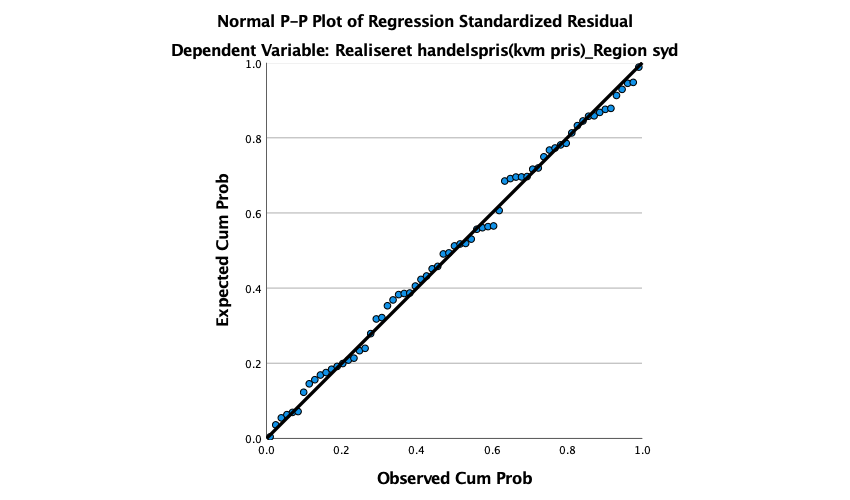 Normal P-P Plot of Regression Standardized Residual
Dependent Variable: Realiseret handelspris(kvm pris)_Region syd
1.0
0.8
0.6
0.4
0.2
0.0
Expected Cum Prob
0.0 0.2 0.4 0.6 0.8 1.0
Observed Cum Prob